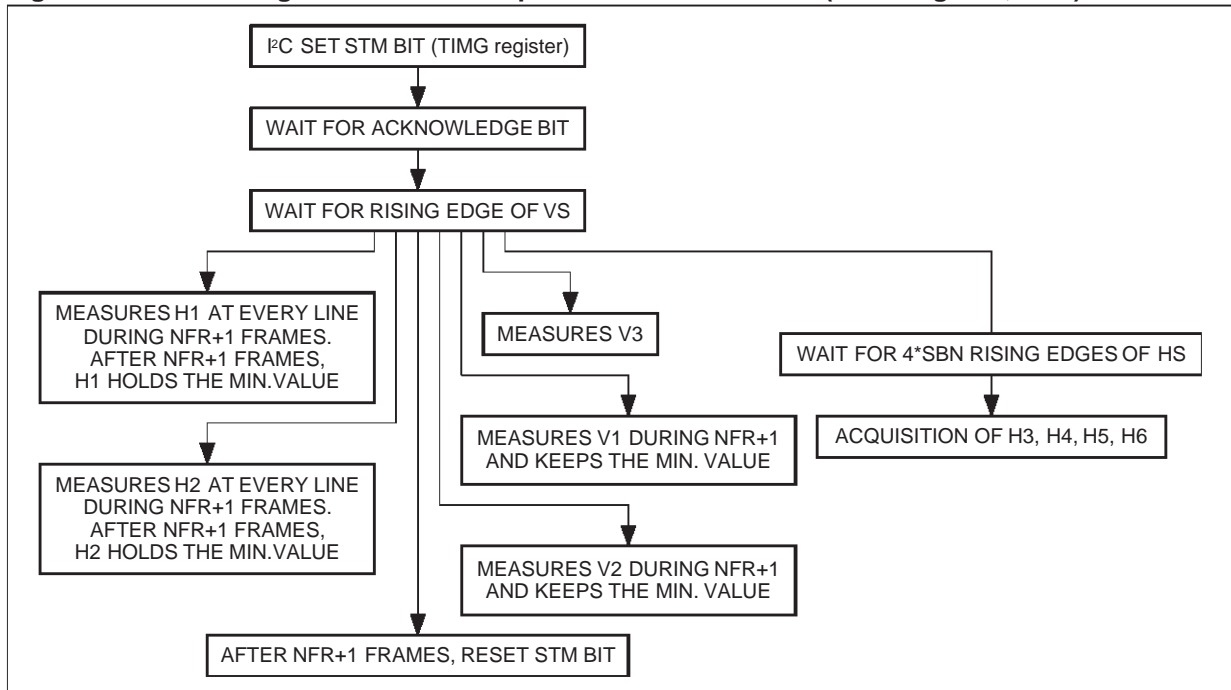 I²C SET STM BIT (TIMG register)
WAIT FOR ACKNOWLEDGE BIT
WAIT FOR RISING EDGE OF VS
MEASURES H1 AT EVERY LINE
DURING NFR+1 FRAMES.
AFTER NFR+1 FRAMES,
H1 HOLDS THE MIN.VALUE
MEASURES V3
WAIT FOR 4*SBN RISING EDGES OF HS
MEASURES V1 DURING NFR+1
AND KEEPS THE MIN. VALUE
ACQUISITION OF H3, H4, H5, H6
MEASURES H2 AT EVERY LINE
DURING NFR+1 FRAMES.
AFTER NFR+1 FRAMES,
H2 HOLDS THE MIN.VALUE
MEASURES V2 DURING NFR+1
AND KEEPS THE MIN. VALUE
AFTER NFR+1 FRAMES, RESET STM BIT